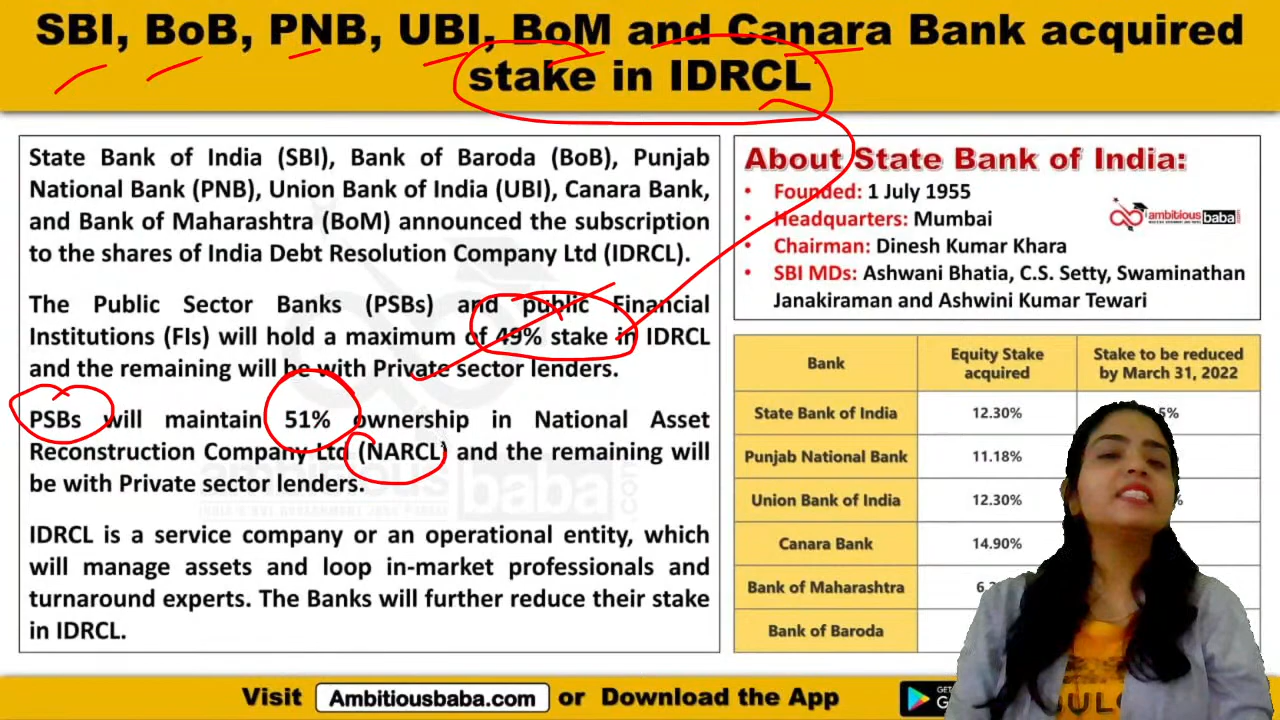 SBI, BoB, PNB, UBI, BoM and Canara Bank acquired
stake in IDRCL
State Bank of India (SBI), Bank of Baroda (BoB), Punjab
National Bank (PNB), Union Bank of India (UBI), Canara Bank,
and Bank of Maharashtra (BoM) announced the subscription
to the shares of India Debt Resolution Company Ltd (IDRCL).
The Public Sector Banks (PSBs) and public Financial
Institutions (FIs) will hold a maximum of 49% stake in IDRCL
and the remaining will be with Private sector lenders.
PSBs will maintain 51% ownership in National Asset
Reconstruction Company Ltd (NARCL) and the remaining will
be with Private sector lenders.
IDRCL is a service company or an operational entity, which
will manage assets and loop in-market professionals and
turnaround experts. The Banks will further reduce their stake
in IDRCL.
About State Bank of India:
• Founded: 1 July 1955
• Headquarters: Mumbai
• Chairman: Dinesh Kumar Khara
• SBI MDs: Ashwani Bhatia, C.S. Setty, Swaminathan
Janakiraman and Ashwini Kumar Tewari
ambitiousbaba
Bank Equity Stake acquired Stake to be reduced by March 31, 2022
State Bank of India 12.30%
Punjab National Bank 11.18%
Union Bank of India 12.30%
Canara Bank 14.90%
Bank of Maharashtra
Bank of Baroda
Visit Ambitiousbaba.com or Download the App